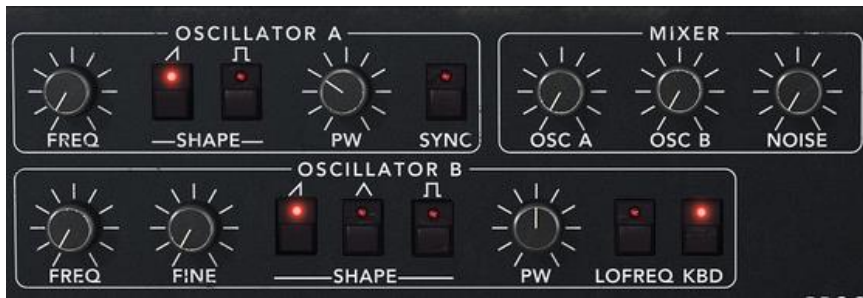 OSCILLATOR A
FREQ SHAPE PW SYNC
MIXER
OSC A OSC B NOISE
OSCILLATOR B
FREQ FINE SHAPE PW LOFREQ KBD